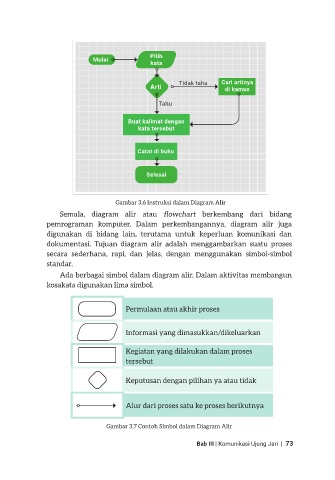 Mulai
Pilih
kata
Arti
Tidak tahu
Cari artinya
di kamus
Tahu
Buat kalimat dengan
kata tersebut
Catat di buku
Selesai
Gambar 3.6 Instruksi dalam Diagram Alir
Semula, diagram alir atau flowchart berkembang dari bidang
pemrograman komputer. Dalam perkembangannya, diagram alir juga
digunakan di bidang lain, terutama untuk keperluan komunikasi dan
dokumentasi. Tujuan diagram alir adalah menggambarkan suatu proses
secara sederhana, rapi, dan jelas, dengan menggunakan simbol-simbol
standar.
Ada berbagai simbol dalam diagram alir. Dalam aktivitas membangun
kosakata digunakan lima simbol.
Permulaan atau akhir proses
Informasi yang dimasukkan/dikeluarkan
Kegiatan yang dilakukan dalam proses
tersebut
Keputusan dengan pilihan ya atau tidak
Alur dari proses satu ke proses berikutnya
Gambar 3.7 Contoh Simbol dalam Diagram Alir
Bab III | Komunikasi Ujung Jari | 73